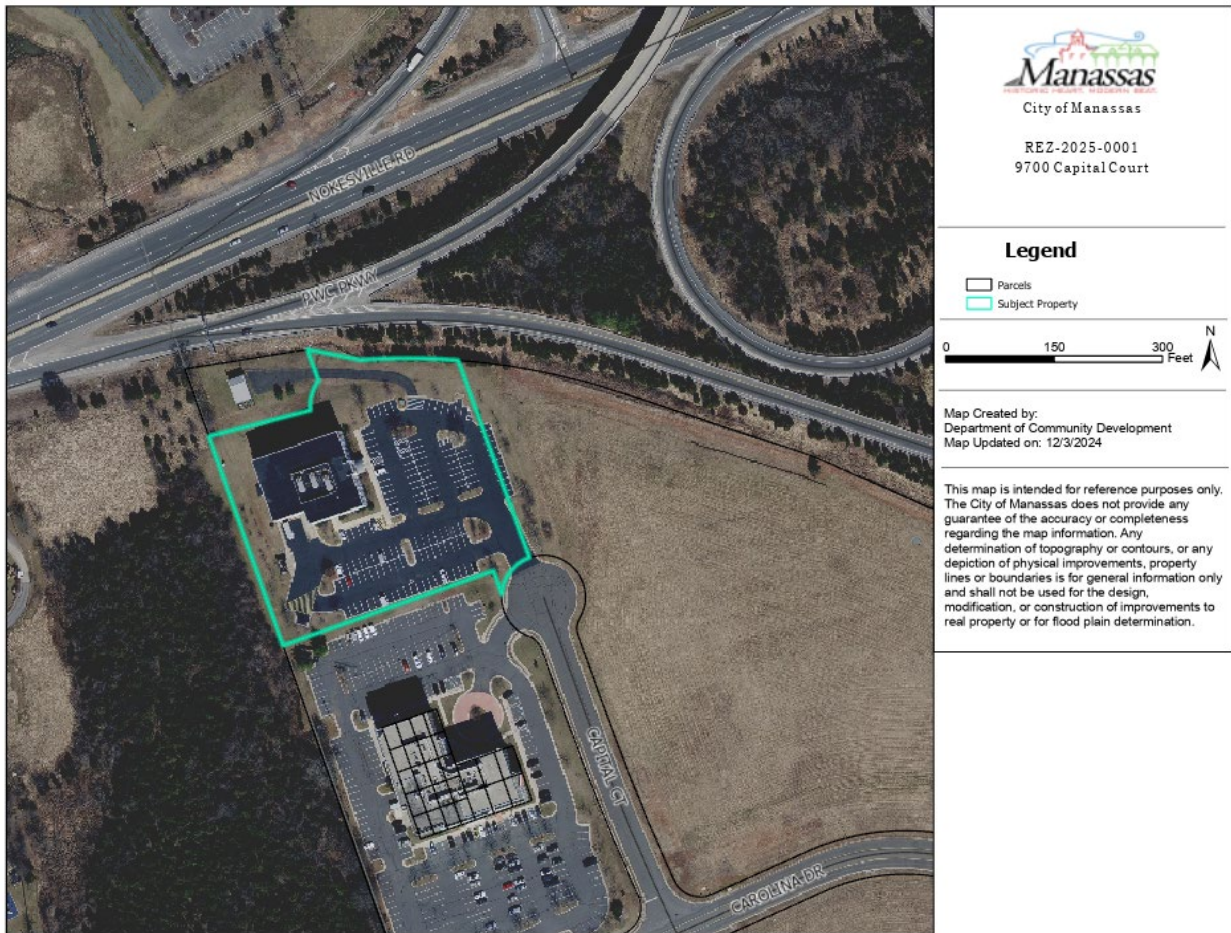 NOKESVILLE RD
PWC PKWY
CAPITAL CT
CAROLINA DR
Manassas
HISTORIC HEART. MODERN BEAT.
City of Manassas
REZ-2025-0001
9700 Capital Court
Legend
Parcels
Subject Property
0 150 300
Feet
N
Map Created by:
Department of Community Development
Map Updated on: 12/3/2024
This map is intended for reference purposes only.
The City of Manassas does not provide any
guarantee of the accuracy or completeness
regarding the map information. Any
determination of topography or contours, or any
depiction of physical improvements, property
lines or boundaries is for general information only
and shall not be used for the design,
modification, or construction of improvements to
real property or for flood plain determination.